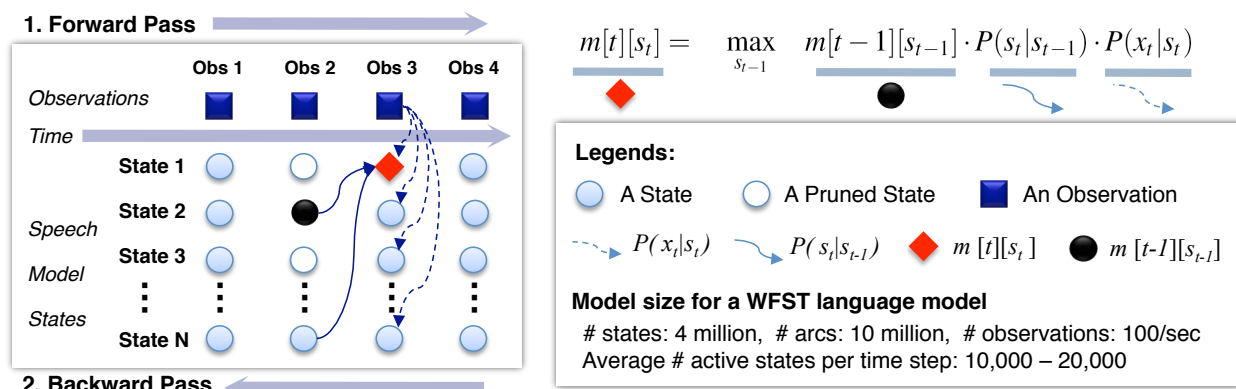 1. Forward Pass
Obs 1 Obs 2 Obs 3 Obs 4
Observations
Time
State 1
State 2
Speech
State 3
Model
States
State N
2. Backward Pass
m[t][s_t] = max_{s_{t-1}} m[t−1][s_{t-1}] · P(s_t|s_{t-1}) · P(x_t|s_t)
Legends:
A State A Pruned State An Observation
P(x_t|s_t) P(s_t|s_{t-1}) m [t][s_t] m [t-1][s_{t-1}]
Model size for a WFST language model
# states: 4 million, # arcs: 10 million, # observations: 100/sec
Average # active states per time step: 10,000 – 20,000